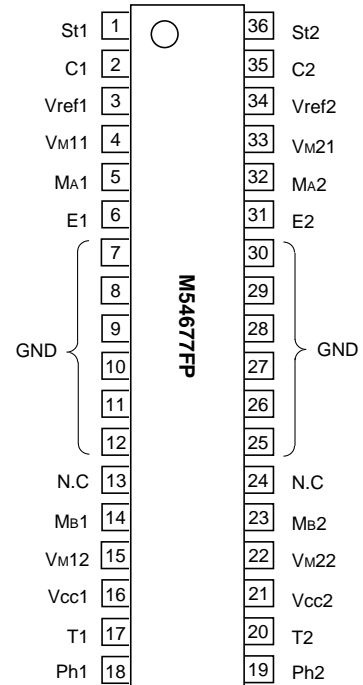 St1 1 36 St2
C1 2 35 C2
Vref1 3 34 Vref2
VM11 4 33 VM21
MA1 5 32 MA2
E1 6 31 E2
7 30
8 29
9 28
GND 10 27 GND
11 26
12 25
N.C 13 24 N.C
MB1 14 23 MB2
VM12 15 22 VM22
Vcc1 16 21 Vcc2
T1 17 20 T2
Ph1 18 19 Ph2
M54677FP